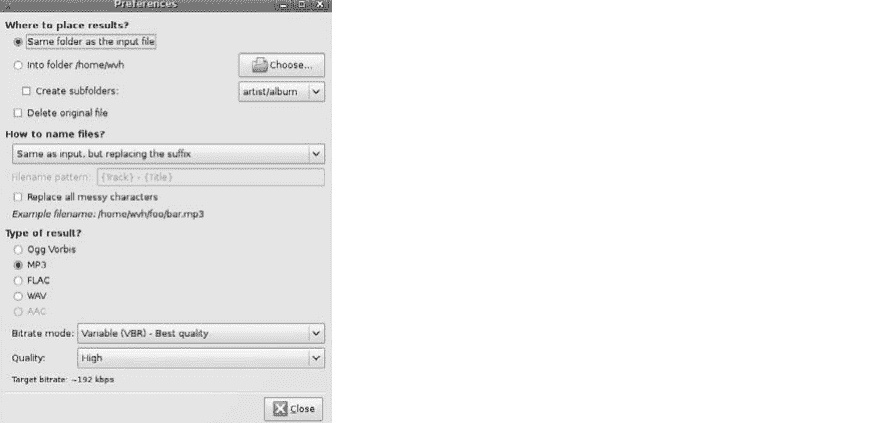 Preferences
Where to place results?
Same folder as the input file
Into folder /home/wvh
Choose...
Create subfolders:
artist/album
Delete original file
How to name files?
Same as input, but replacing the suffix
Filename pattern: {Track} - {Title}
Replace all messy characters
Example filename: /home/wvh/foo/bar.mp3
Type of result?
Ogg Vorbis
MP3
FLAC
WAV
AAC
Bitrate mode: Variable (VBR) - Best quality
Quality: High
Target bitrate: ~192 kbps
Close